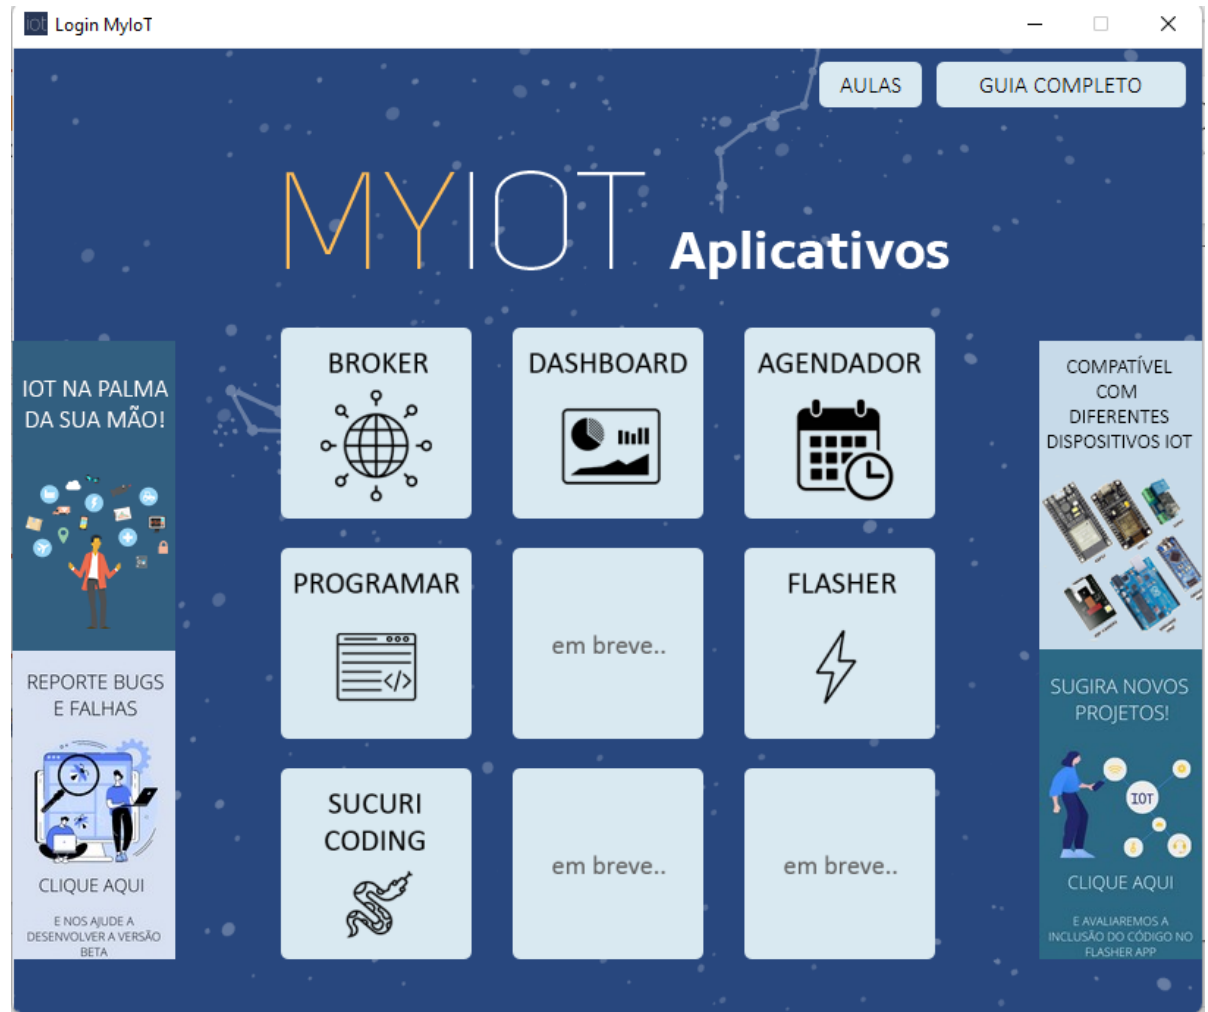 iot Login MyIoT
AULAS
GUIA COMPLETO
MYIOT Aplicativos
BROKER
DASHBOARD
AGENDADOR
PROGRAMAR
em breve..
FLASHER
SUCURI
CODING
em breve..
em breve..
IOT NA PALMA
DA SUA MÃO!
REPORTE BUGS
E FALHAS
CLIQUE AQUI
E NOS AJUDE A
DESENVOLVER A VERSÃO
BETA
COMPATÍVEL
COM
DIFERENTES
DISPOSITIVOS IOT
SUGIRA NOVOS
PROJETOS!
IOT
CLIQUE AQUI
E AVALIAREMOS A
INCLUSÃO DO CÓDIGO NO
FLASHER APP